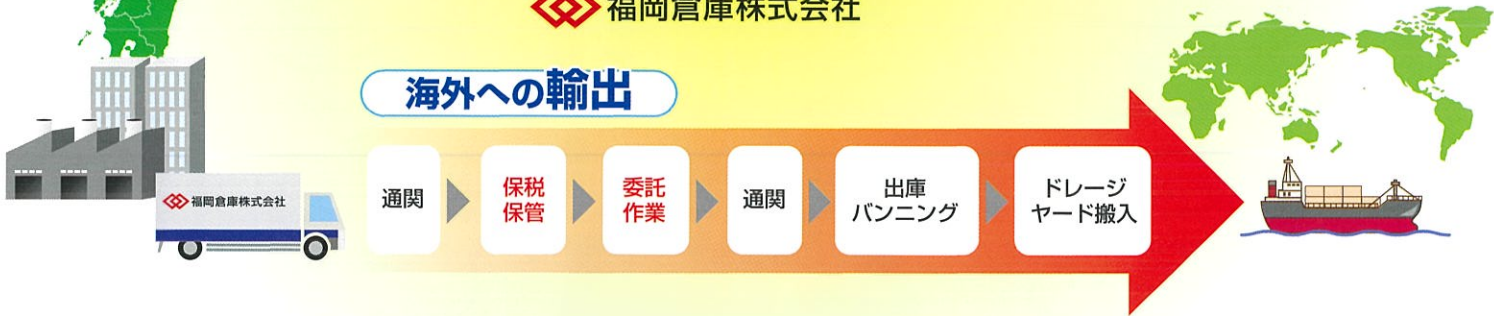 福岡倉庫株式会社
海外への輸出
福岡倉庫株式会社
通関
保税
保管
委託
作業
通関
出庫
バンニング
ドレージ
ヤード搬入